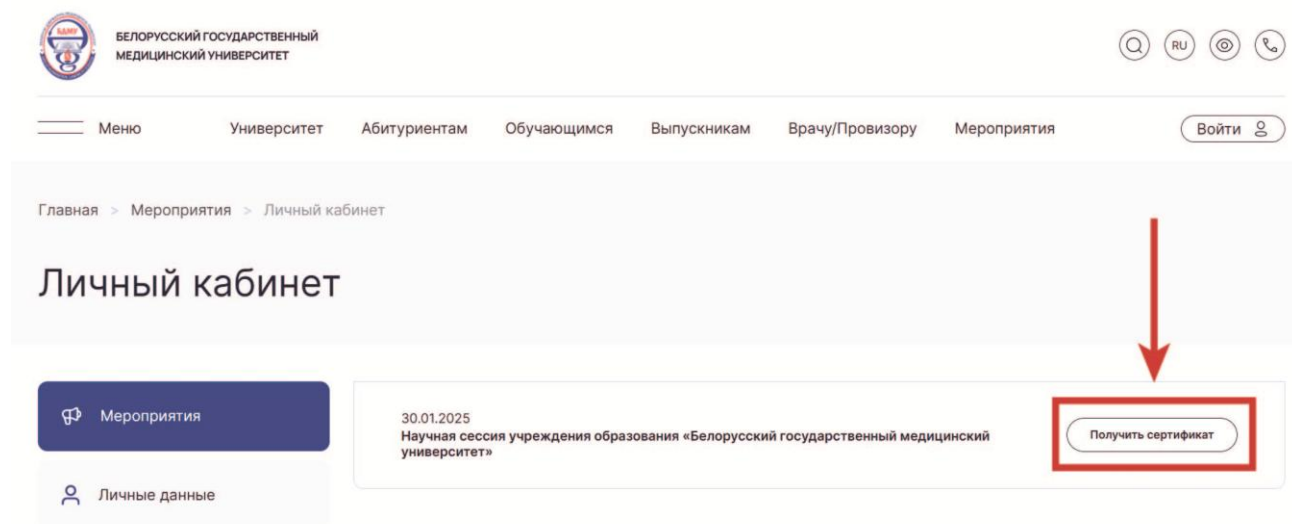 БДМУ
БЕЛОРУССКИЙ ГОСУДАРСТВЕННЫЙ
МЕДИЦИНСКИЙ УНИВЕРСИТЕТ
RU
Меню Университет Абитуриентам Обучающимся Выпускникам Врачу/Провизору Мероприятия Войти
Главная > Мероприятия > Личный кабинет
Личный кабинет
Мероприятия
30.01.2025
Научная сессия учреждения образования «Белорусский государственный медицинский
университет»
Получить сертификат
Личные данные